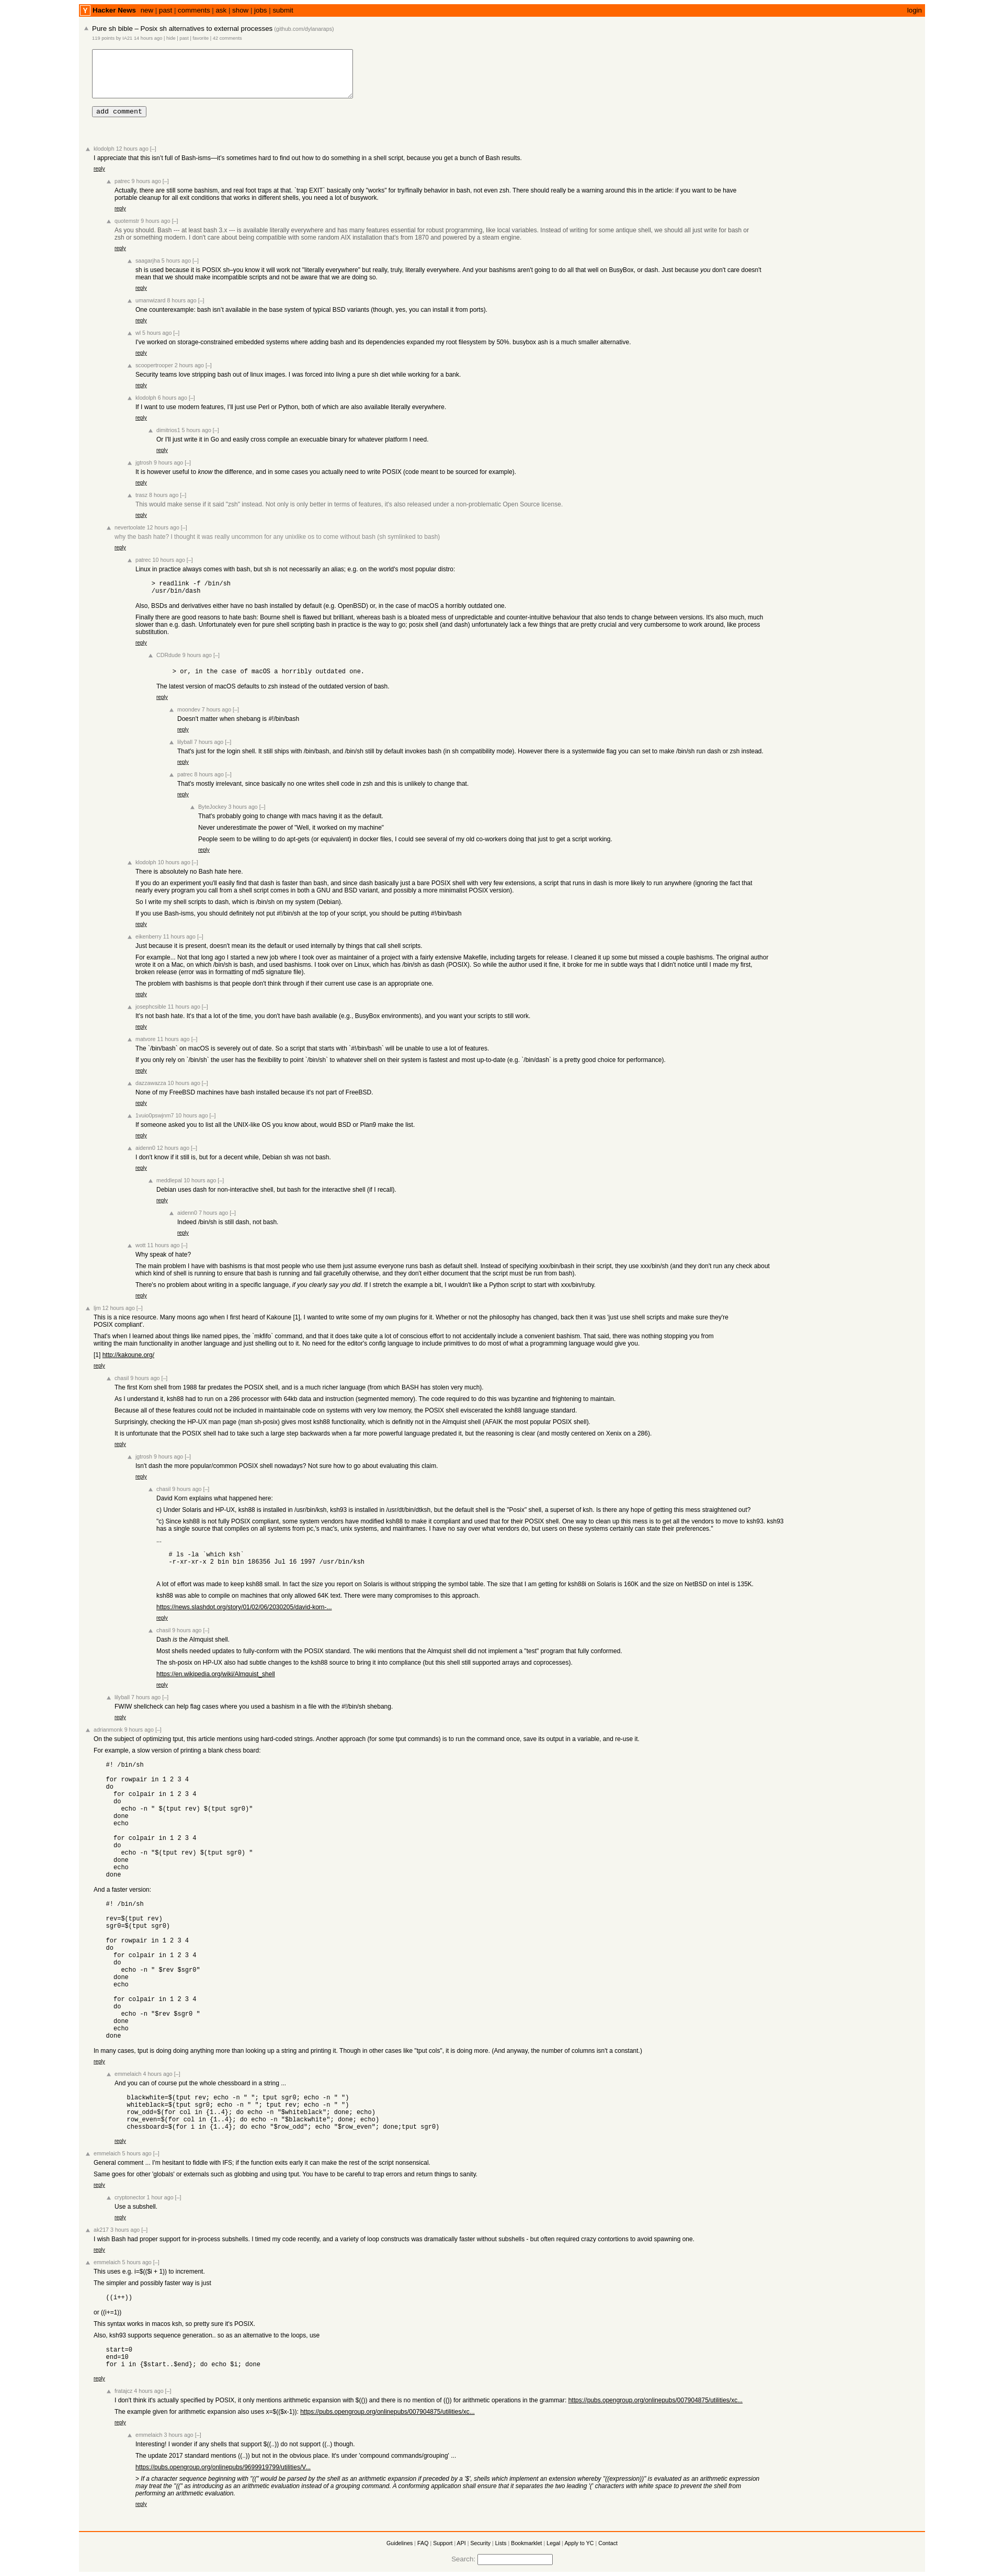 Y Hacker News new | past | comments | ask | show | jobs | submit login
Pure sh bible – Posix sh alternatives to external processes (github.com/dylanaraps)
119 points by rA21 14 hours ago | hide | past | favorite | 42 comments
add comment
klodolph 12 hours ago [–]
I appreciate that this isn't full of Bash-isms—it's sometimes hard to find out how to do something in a shell script, because you get a bunch of Bash results.
reply
patrec 9 hours ago [–]
Actually, there are still some bashism, and real foot traps at that. `trap EXIT` basically only "works" for try/finally behavior in bash, not even zsh. There should really be a warning around this in the article: if you want to be have
portable cleanup for all exit conditions that works in different shells, you need a lot of busywork.
reply
quotemstr 9 hours ago [–]
As you should. Bash --- at least bash 3.x --- is available literally everywhere and has many features essential for robust programming, like local variables. Instead of writing for some antique shell, we should all just write for bash or
zsh or something modern. I don't care about being compatible with some random AIX installation that's from 1870 and powered by a steam engine.
reply
saagarjha 5 hours ago [–]
sh is used because it is POSIX sh–you know it will work not "literally everywhere" but really, truly, literally everywhere. And your bashisms aren't going to do all that well on BusyBox, or dash. Just because you don't care doesn't
mean that we should make incompatible scripts and not be aware that we are doing so.
reply
umanwizard 8 hours ago [–]
One counterexample: bash isn't available in the base system of typical BSD variants (though, yes, you can install it from ports).
reply
wl 5 hours ago [–]
I've worked on storage-constrained embedded systems where adding bash and its dependencies expanded my root filesystem by 50%. busybox ash is a much smaller alternative.
reply
ecoopertrooper 2 hours ago [–]
Security teams love stripping bash out of linux images. I was forced into living a pure sh diet while working for a bank.
reply
klodolph 6 hours ago [–]
If I want to use modern features, I'll just use Perl or Python, both of which are also available literally everywhere.
reply
dimitrios1 5 hours ago [–]
Or I'll just write it in Go and easily cross compile an execuable binary for whatever platform I need.
reply
jgtrosh 9 hours ago [–]
It is however useful to know the difference, and in some cases you actually need to write POSIX (code meant to be sourced for example).
reply
trasz 8 hours ago [–]
This would make sense if it said "zsh" instead. Not only is only better in terms of features, it's also released under a non-problematic Open Source license.
reply
nevertoolate 12 hours ago [–]
why the bash hate? I thought it was really uncommon for any unixlike os to come without bash (sh symlinked to bash)
reply
patrec 10 hours ago [–]
Linux in practice always comes with bash, but sh is not necessarily an alias; e.g. on the world's most popular distro:
> readlink -f /bin/sh
/usr/bin/dash
Also, BSDs and derivatives either have no bash installed by default (e.g. OpenBSD) or, in the case of macOS a horribly outdated one.
Finally there are good reasons to hate bash: Bourne shell is flawed but brilliant, whereas bash is a bloated mess of unpredictable and counter-intuitive behaviour that also tends to change between versions. It's also much, much
slower than e.g. dash. Unfortunately even for pure shell scripting bash in practice is the way to go; posix shell (and dash) unfortunately lack a few things that are pretty crucial and very cumbersome to work around, like process
substitution.
reply
CDRdude 9 hours ago [–]
> or, in the case of macOS a horribly outdated one.
The latest version of macOS defaults to zsh instead of the outdated version of bash.
reply
moondev 7 hours ago [–]
Doesn't matter when shebang is #!/bin/bash
reply
lilyball 7 hours ago [–]
That's just for the login shell. It still ships with /bin/bash, and /bin/sh still by default invokes bash (in sh compatibility mode). However there is a systemwide flag you can set to make /bin/sh run dash or zsh instead.
reply
patrec 8 hours ago [–]
That's mostly irrelevant, since basically no one writes shell code in zsh and this is unlikely to change that.
reply
ByteJockey 3 hours ago [–]
That's probably going to change with macs having it as the default.
Never underestimate the power of "Well, it worked on my machine"
People seem to be willing to do apt-gets (or equivalent) in docker files, I could see several of my old co-workers doing that just to get a script working.
reply
klodolph 10 hours ago [–]
There is absolutely no Bash hate here.
If you do an experiment you'll easily find that dash is faster than bash, and since dash basically just a bare POSIX shell with very few extensions, a script that runs in dash is more likely to run anywhere (ignoring the fact that
nearly every program you call from a shell script comes in both a GNU and BSD variant, and possibly a more minimalist POSIX version).
So I write my shell scripts to dash, which is /bin/sh on my system (Debian).
If you use Bash-isms, you should definitely not put #!/bin/sh at the top of your script, you should be putting #!/bin/bash
reply
eikenberry 11 hours ago [–]
Just because it is present, doesn't mean its the default or used internally by things that call shell scripts.
For example... Not that long ago I started a new job where I took over as maintainer of a project with a fairly extensive Makefile, including targets for release. I cleaned it up some but missed a couple bashisms. The original author
wrote it on a Mac, on which /bin/sh is bash, and used bashisms. I took over on Linux, which has /bin/sh as dash (POSIX). So while the author used it fine, it broke for me in subtle ways that I didn't notice until I made my first,
broken release (error was in formatting of md5 signature file).
The problem with bashisms is that people don't think through if their current use case is an appropriate one.
reply
josephcsible 11 hours ago [–]
It's not bash hate. It's that a lot of the time, you don't have bash available (e.g., BusyBox environments), and you want your scripts to still work.
reply
matvore 11 hours ago [–]
The `/bin/bash` on macOS is severely out of date. So a script that starts with `#!/bin/bash` will be unable to use a lot of features.
If you only rely on `/bin/sh` the user has the flexibility to point `/bin/sh` to whatever shell on their system is fastest and most up-to-date (e.g. `/bin/dash` is a pretty good choice for performance).
reply
dazzawazza 10 hours ago [–]
None of my FreeBSD machines have bash installed because it's not part of FreeBSD.
reply
10 hours ago [–]
If someone asked you to list all the UNIX-like OS you know about, would BSD or Plan9 make the list.
reply
aidenn0 12 hours ago [–]
I don't know if it still is, but for a decent while, Debian sh was not bash.
reply
meddlepal 10 hours ago [–]
Debian uses dash for non-interactive shell, but bash for the interactive shell (if I recall).
reply
aidenn0 7 hours ago [–]
Indeed /bin/sh is still dash, not bash.
reply
wott 11 hours ago [–]
Why speak of hate?
The main problem I have with bashisms is that most people who use them just assume everyone runs bash as default shell. Instead of specifying xxx/bin/bash in their script, they use xxx/bin/sh (and they don't run any check about
which kind of shell is running to ensure that bash is running and fail gracefully otherwise, and they don't either document that the script must be run from bash).
There's no problem about writing in a specific language, if you clearly say you did. If I stretch the example a bit, I wouldn't like a Python script to start with xxx/bin/ruby.
reply
ljm 12 hours ago [–]
This is a nice resource. Many moons ago when I first heard of Kakoune [1], I wanted to write some of my own plugins for it. Whether or not the philosophy has changed, back then it was 'just use shell scripts and make sure they're
POSIX compliant'.
That's when I learned about things like named pipes, the `mkfifo` command, and that it does take quite a lot of conscious effort to not accidentally include a convenient bashism. That said, there was nothing stopping you from
writing the main functionality in another language and just shelling out to it. No need for the editor's config language to include primitives to do most of what a programming language would give you.
[1] http://kakoune.org/
reply
chasil 9 hours ago [–]
The first Korn shell from 1988 far predates the POSIX shell, and is a much richer language (from which BASH has stolen very much).
As I understand it, ksh88 had to run on a 286 processor with 64kb data and instruction (segmented memory). The code required to do this was byzantine and frightening to maintain.
Because all of these features could not be included in maintainable code on systems with very low memory, the POSIX shell eviscerated the ksh88 language standard.
Surprisingly, checking the HP-UX man page (man sh-posix) gives most ksh88 functionality, which is definitly not in the Almquist shell (AFAIK the most popular POSIX shell).
It is unfortunate that the POSIX shell had to take such a large step backwards when a far more powerful language predated it, but the reasoning is clear (and mostly centered on Xenix on a 286).
reply
jgtrosh 9 hours ago [–]
Isn't dash the more popular/common POSIX shell nowadays? Not sure how to go about evaluating this claim.
reply
chasil 9 hours ago [–]
David Korn explains what happened here:
c) Under Solaris and HP-UX, ksh88 is installed in /usr/bin/ksh, ksh93 is installed in /usr/dt/bin/dtksh, but the default shell is the "Posix" shell, a superset of ksh. Is there any hope of getting this mess straightened out?
"c) Since ksh88 is not fully POSIX compliant, some system vendors have modified ksh88 to make it compliant and used that for their POSIX shell. One way to clean up this mess is to get all the vendors to move to ksh93. ksh93
has a single source that compiles on all systems from pc,'s mac's, unix systems, and mainframes. I have no say over what vendors do, but users on these systems certainly can state their preferences."
...
# ls -la `which ksh`
-r-xr-xr-x 2 bin bin 186356 Jul 16 1997 /usr/bin/ksh
A lot of effort was made to keep ksh88 small. In fact the size you report on Solaris is without stripping the symbol table. The size that I am getting for ksh88i on Solaris is 160K and the size on NetBSD on intel is 135K.
ksh88 was able to compile on machines that only allowed 64K text. There were many compromises to this approach.
https://news.slashdot.org/story/01/02/06/2030205/david-korn-...
reply
chasil 9 hours ago [–]
Dash is the Almquist shell.
Most shells needed updates to fully-conform with the POSIX standard. The wiki mentions that the Almquist shell did not implement a "test" program that fully conformed.
The sh-posix on HP-UX also had subtle changes to the ksh88 source to bring it into compliance (but this shell still supported arrays and coprocesses).
https://en.wikipedia.org/wiki/Almquist_shell
reply
lilyball 7 hours ago [–]
FWIW shellcheck can help flag cases where you used a bashism in a file with the #!/bin/sh shebang.
reply
adrianmonk 9 hours ago [–]
On the subject of optimizing tput, this article mentions using hard-coded strings. Another approach (for some tput commands) is to run the command once, save its output in a variable, and re-use it.
For example, a slow version of printing a blank chess board:
#! /bin/sh
for rowpair in 1 2 3 4
do
for colpair in 1 2 3 4
do
echo -n " $(tput rev) $(tput sgr0)"
done
echo
for colpair in 1 2 3 4
do
echo -n "$(tput rev) $(tput sgr0) "
done
echo
done
And a faster version:
#! /bin/sh
rev=$(tput rev)
sgr0=$(tput sgr0)
for rowpair in 1 2 3 4
do
for colpair in 1 2 3 4
do
echo -n " $rev $sgr0"
done
echo
for colpair in 1 2 3 4
do
echo -n "$rev $sgr0 "
done
echo
done
In many cases, tput is doing doing anything more than looking up a string and printing it. Though in other cases like "tput cols", it is doing more. (And anyway, the number of columns isn't a constant.)
reply
emmelaich 4 hours ago [–]
And you can of course put the whole chessboard in a string ...
blackwhite=$(tput rev; echo -n " "; tput sgr0; echo -n " ")
whiteblack=$(tput sgr0; echo -n " "; tput rev; echo -n " ")
row_odd=$(for col in {1..4}; do echo -n "$whiteblack"; done; echo)
row_even=$(for col in {1..4}; do echo -n "$blackwhite"; done; echo)
chessboard=$(for i in {1..4}; do echo "$row_odd"; echo "$row_even"; done;tput sgr0)
reply
emmelaich 5 hours ago [–]
General comment ... I'm hesitant to fiddle with IFS; if the function exits early it can make the rest of the script nonsensical.
Same goes for other 'globals' or externals such as globbing and using tput. You have to be careful to trap errors and return things to sanity.
reply
cryptonector 1 hour ago [–]
Use a subshell.
reply
ak217 3 hours ago [–]
I wish Bash had proper support for in-process subshells. I timed my code recently, and a variety of loop constructs was dramatically faster without subshells - but often required crazy contortions to avoid spawning one.
reply
emmelaich 5 hours ago [–]
This uses e.g. i=$(($i + 1)) to increment.
The simpler and possibly faster way is just
((i++))
or ((i+=1))
This syntax works in macos ksh, so pretty sure it's POSIX.
Also, ksh93 supports sequence generation.. so as an alternative to the loops, use
start=0
end=10
for i in {$start..$end}; do echo $i; done
reply
fratajcz 4 hours ago [–]
I don't think it's actually specified by POSIX, it only mentions arithmetic expansion with $(()) and there is no mention of (()) for arithmetic operations in the grammar: https://pubs.opengroup.org/onlinepubs/007904875/utilities/xc...
The example given for arithmetic expansion also uses x=$(($x-1)): https://pubs.opengroup.org/onlinepubs/007904875/utilities/xc...
reply
emmelaich 3 hours ago [–]
Interesting! I wonder if any shells that support $((..)) do not support ((..) though.
The update 2017 standard mentions ((..)) but not in the obvious place. It's under 'compound commands/grouping' ...
https://pubs.opengroup.org/onlinepubs/9699919799/utilities/V...
> If a character sequence beginning with "((" would be parsed by the shell as an arithmetic expansion if preceded by a '$', shells which implement an extension whereby "((expression))" is evaluated as an arithmetic expression
may treat the "((" as introducing as an arithmetic evaluation instead of a grouping command. A conforming application shall ensure that it separates the two leading '(' characters with white space to prevent the shell from
performing an arithmetic evaluation.
reply
Guidelines | FAQ | Support | API | Security | Lists | Bookmarklet | Legal | Apply to YC | Contact
Search: